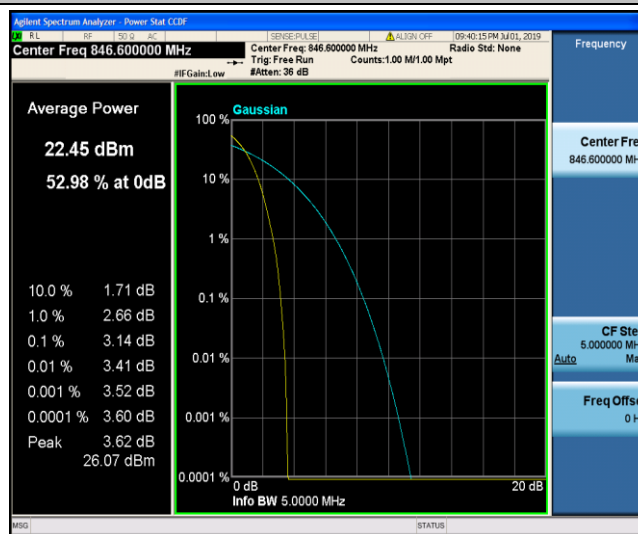 Agilent Spectrum Analyzer - Power Stat CCDF
RL RF 50 Ω AC SENSE:PULSE ALIGN OFF 09:40:15 PM Jul 01, 2019
Center Freq 846.600000 MHz
Center Freq: 846.600000 MHz Radio Std: None
Trig: Free Run Counts:1.00 M/1.00 Mpt
#IFGain:Low #Atten: 36 dB
Frequency
Average Power
22.45 dBm
52.98 % at 0dB
10.0 % 1.71 dB
1.0 % 2.66 dB
0.1 % 3.14 dB
0.01 % 3.41 dB
0.001 % 3.52 dB
0.0001 % 3.60 dB
Peak 3.62 dB
26.07 dBm
Gaussian
100 %
10 %
1 %
0.1 %
0.01 %
0.001 %
0.0001 %
0 dB 20 dB
Info BW 5.0000 MHz
Center Fre
846.600000 MH
CF Ste
5.000000 MH
Auto Ma
Freq Offse
0 H
MSG STATUS